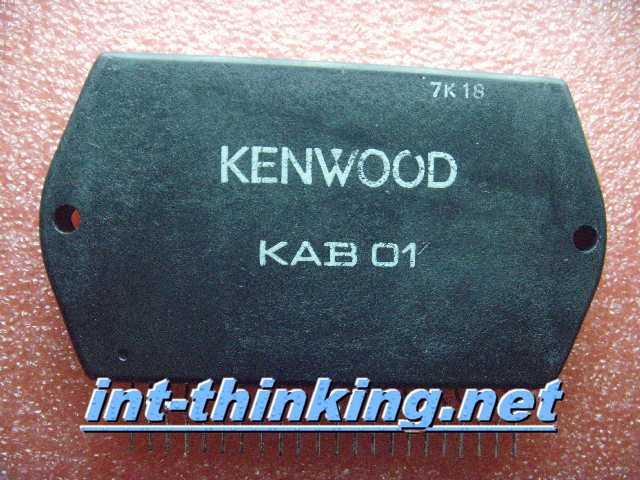 7K18
KENWOOD
KAB 01
int-thinking.net